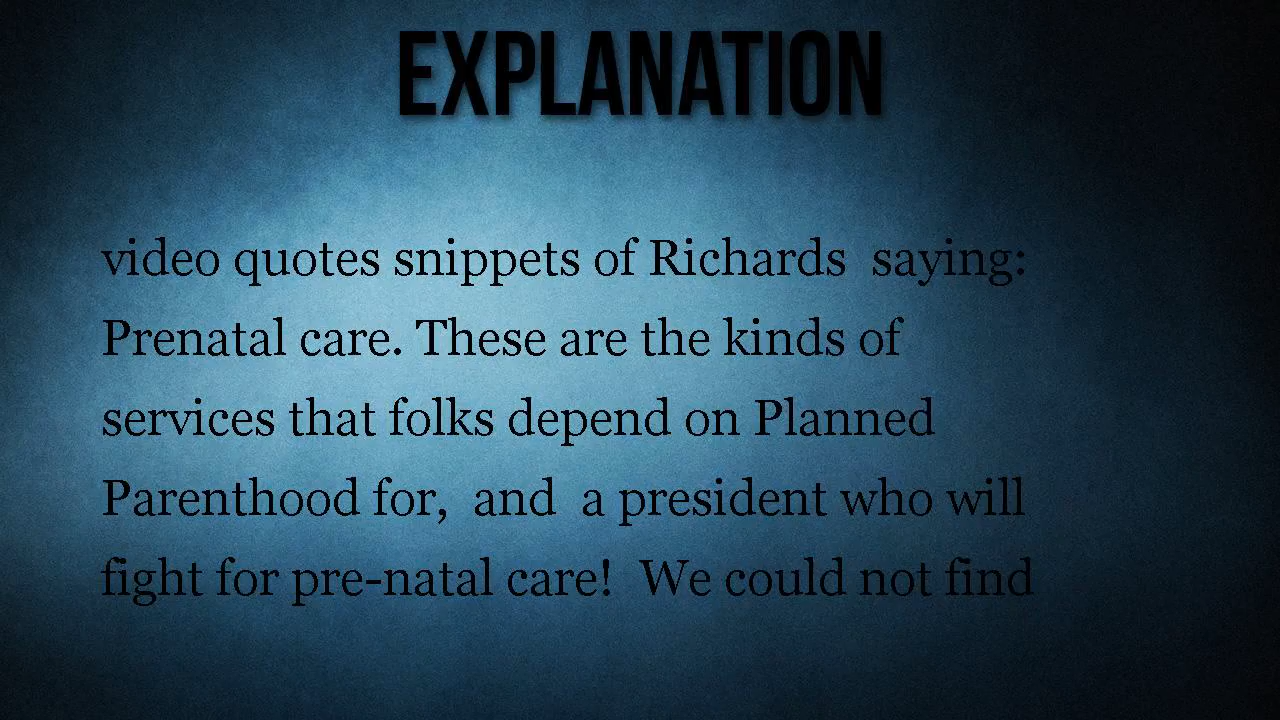 EXPLANATION
video quotes snippets of Richards  saying:
Prenatal care. These are the kinds of
services that folks depend on Planned
Parenthood for,  and  a president who will
fight for pre-natal care!  We could not find